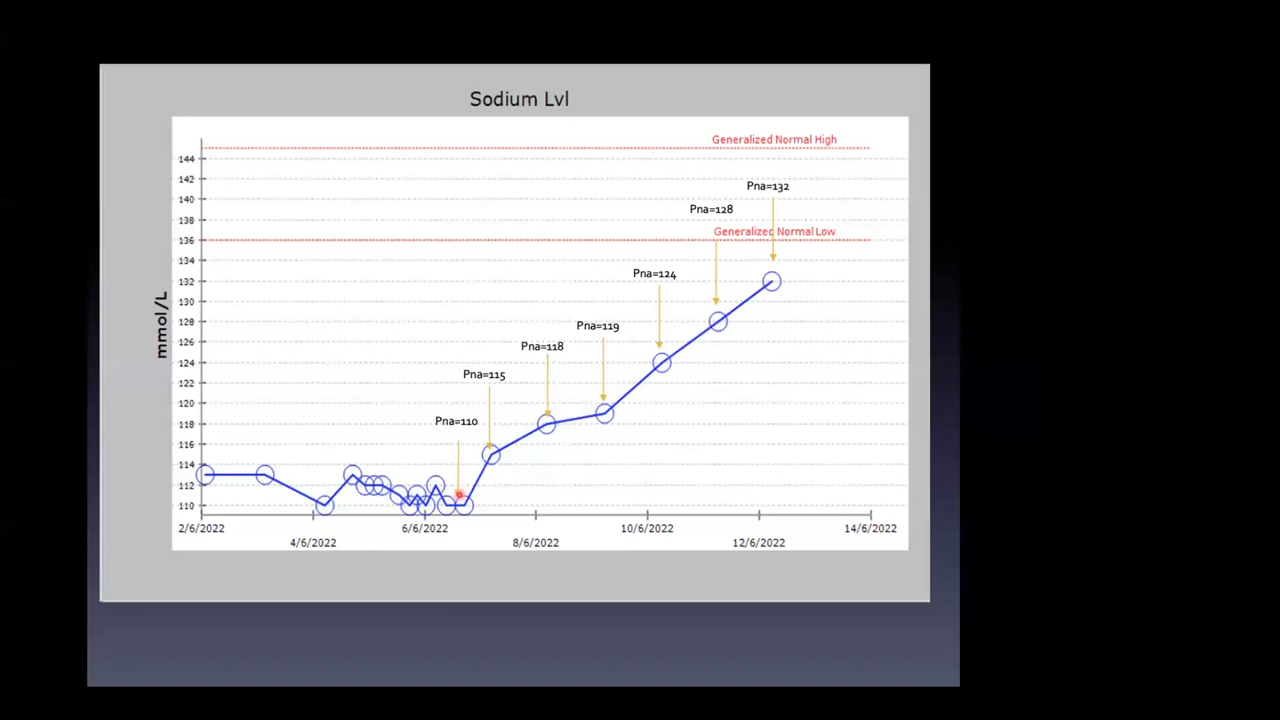 Sodium Lvl
Generalized Normal High
144
142
Pna=132
140
Pna=128
138
Generalized Normal Low
136
134
Pna=124
132
130
mmol/L
Pna=119
128
126
Pna=118
124
Pna=115
122
120
Pna=110
118
116
114
112
110
2/6/2022
6/6/2022
10/6/2022
14/6/2022
4/6/2022
8/6/2022
12/6/2022